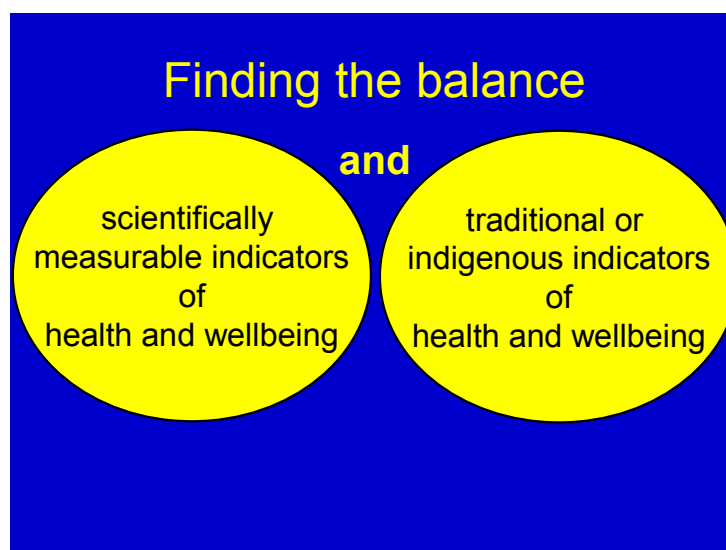 Finding the balance
and
scientifically
measurable indicators
of
health and wellbeing
traditional or
indigenous indicators
of
health and wellbeing